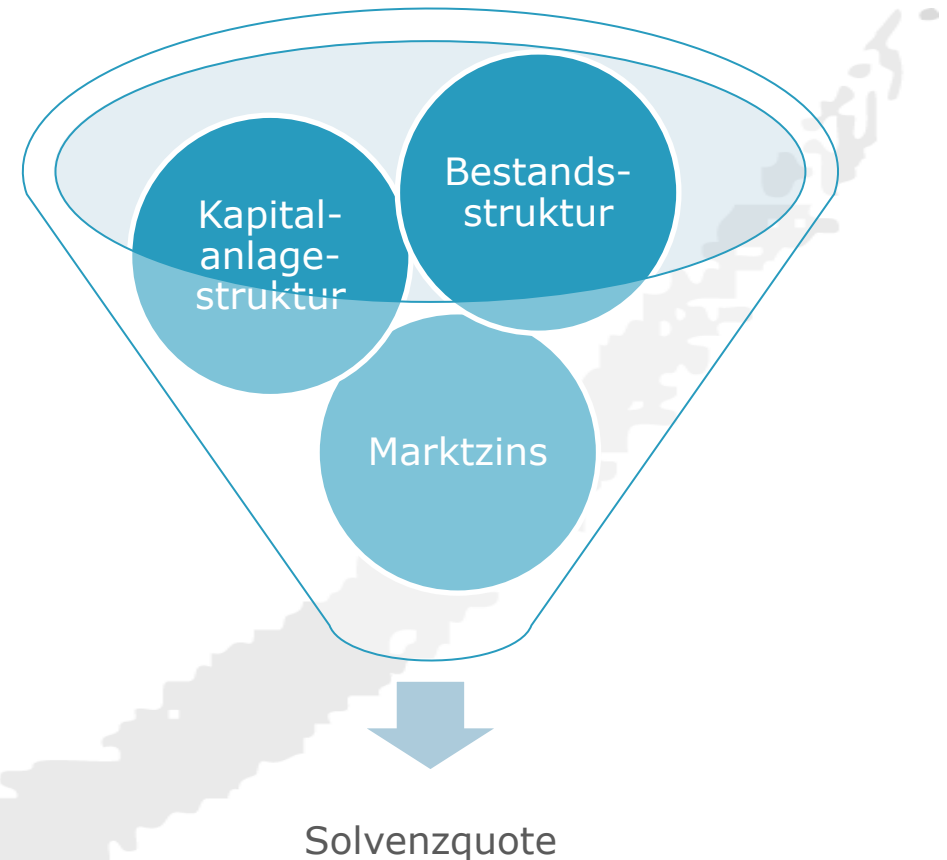 Kapital-
anlage-
struktur
Bestands-
struktur
Marktzins
Solvenzquote